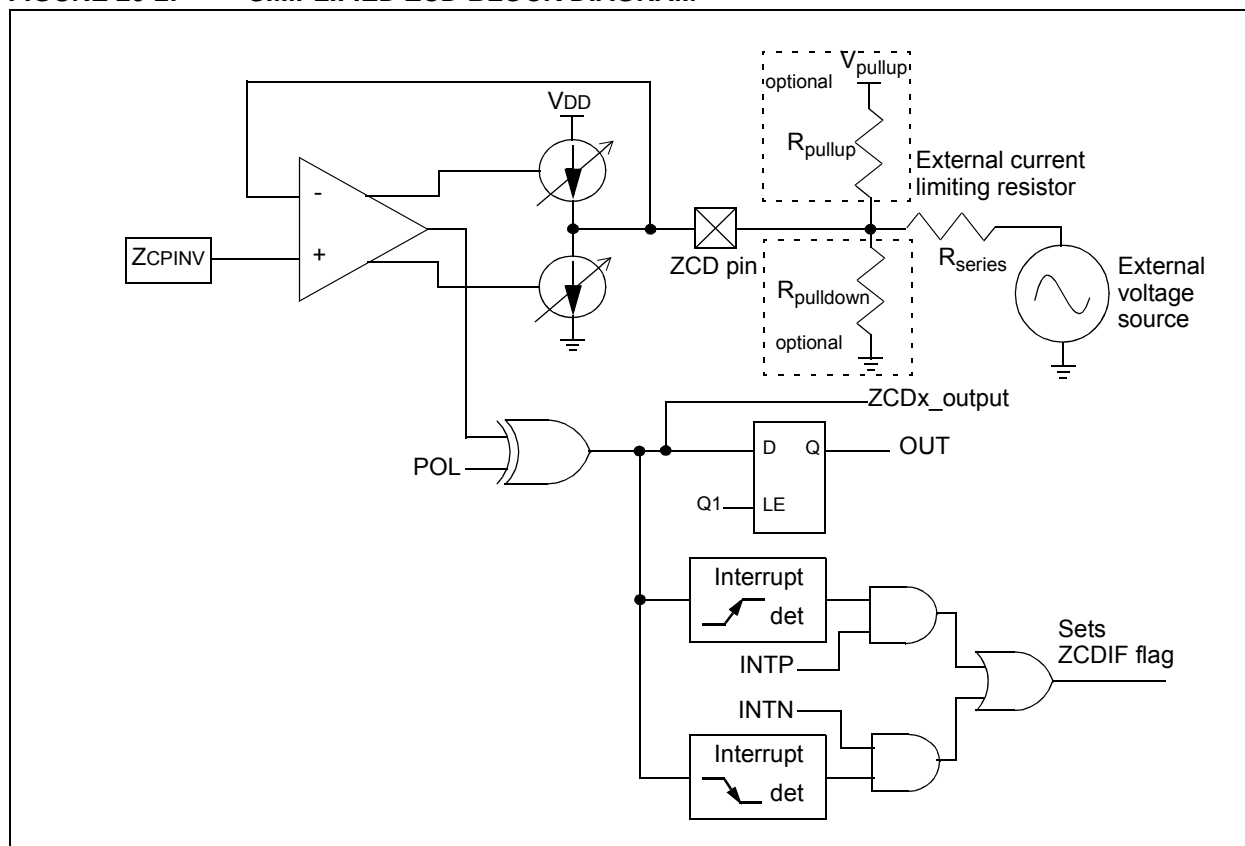 VDD
optional
Vpullup
Rpullup
External current
limiting resistor
-
ZCPINV
+
ZCD pin
Rseries
Rpulldown
optional
External
voltage
source
ZCDx_output
POL
D
Q
OUT
Q1
LE
Interrupt
det
INTP
Sets
ZCDIF flag
INTN
Interrupt
det